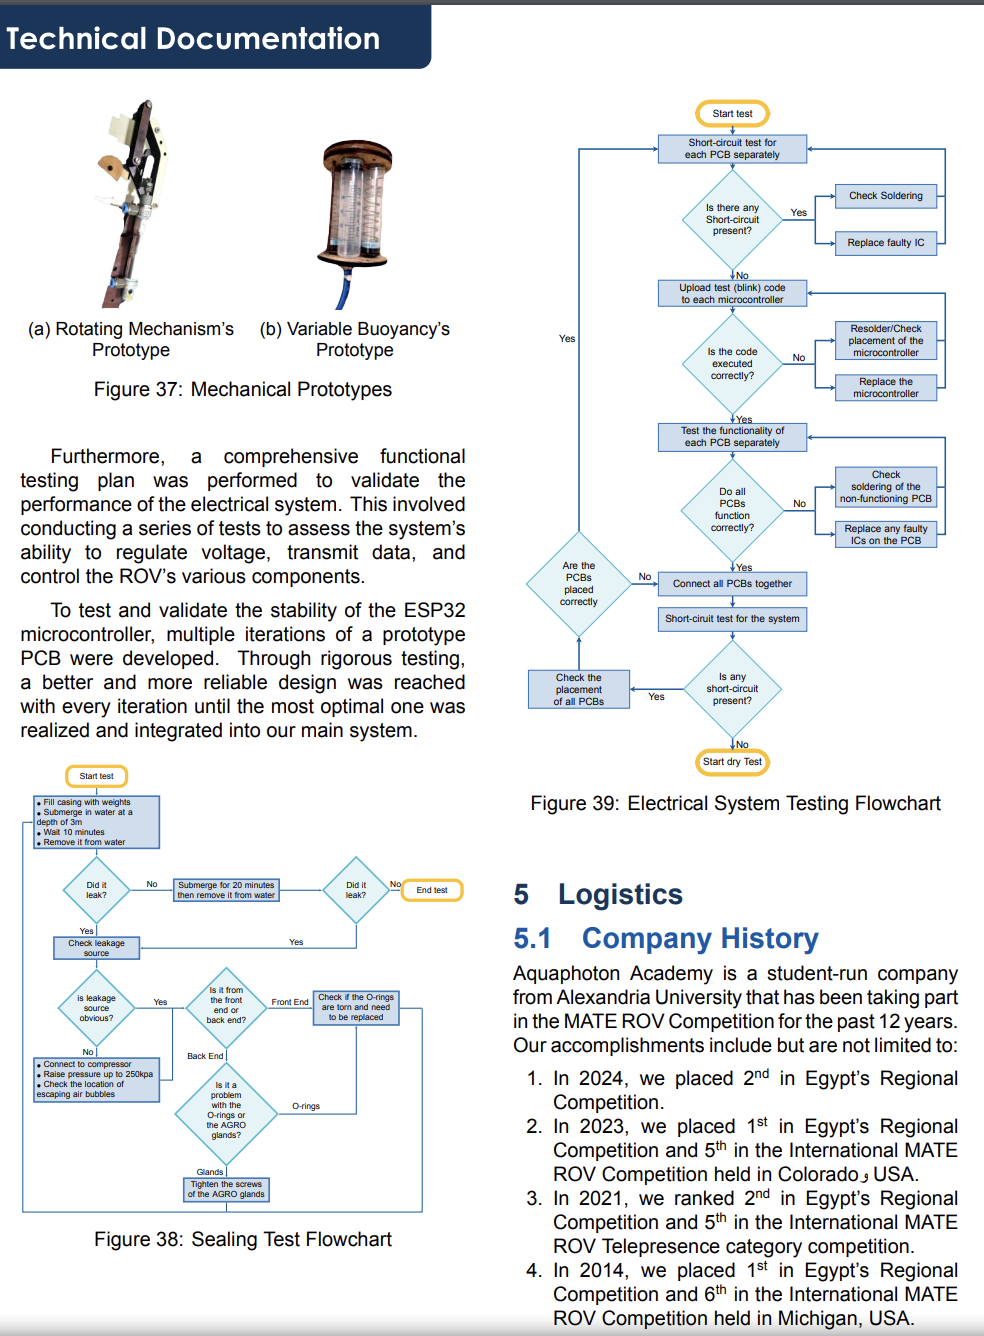 Technical Documentation
(a) Rotating Mechanism's
Prototype
(b) Variable Buoyancy's
Prototype
Figure 37: Mechanical Prototypes
Furthermore, a comprehensive functional
testing plan was performed to validate the
performance of the electrical system. This involved
conducting a series of tests to assess the system's
ability to regulate voltage, transmit data, and
control the ROV's various components.
To test and validate the stability of the ESP32
microcontroller, multiple iterations of a prototype
PCB were developed. Through rigorous testing,
a better and more reliable design was reached
with every iteration until the most optimal one was
realized and integrated into our main system.
Start test
• Fill casing with weights
• Submerge in water at a
depth of 3m
• Wait 10 minutes
• Remove it from water
Did it
leak?
No
Submerge for 20 minutes
then remove it from water
Did it
leak?
No
End test
Yes
Yes
Check leakage
source
is leakage
source
obvious?
Yes
Is it from
the front
end or
back end?
Front End
Check if the O-rings
are torn and need
to be replaced
No
• Connect to compressor
• Raise pressure up to 250kpa
• Check the location of
escaping air bubbles
Back End
Is it a
problem
with the
O-rings or
the AGRO
glands?
O-rings
Glands
Tighten the screws
of the AGRO glands
Figure 38: Sealing Test Flowchart
Start test
Short-circuit test for
each PCB separately
Is there any
Short-circuit
present?
Yes
Check Soldering
Replace faulty IC
No
Upload test (blink) code
to each microcontroller
Is the code
executed
correctly?
No
Resolder/Check
placement of the
microcontroller
Replace the
microcontroller
Yes
Yes
Test the functionality of
each PCB separately
Do all
PCBs
function
correctly?
No
Check
soldering of the
non-functioning PCB
Replace any faulty
ICs on the PCB
Yes
Are the
PCBs
placed
correctly
No
Connect all PCBs together
Short-ciruit test for the system
Is any
short-circuit
present?
Yes
Check the
placement
of all PCBs
No
Start dry Test
Figure 39: Electrical System Testing Flowchart
5 Logistics
5.1 Company History
Aquaphoton Academy is a student-run company
from Alexandria University that has been taking part
in the MATE ROV Competition for the past 12 years.
Our accomplishments include but are not limited to:
1. In 2024, we placed 2nd in Egypt's Regional
Competition.
2. In 2023, we placed 1st in Egypt's Regional
Competition and 5th in the International MATE
ROV Competition held in Colorado و USA.
3. In 2021, we ranked 2nd in Egypt's Regional
Competition and 5th in the International MATE
ROV Telepresence category competition.
4. In 2014, we placed 1st in Egypt's Regional
Competition and 6th in the International MATE
ROV Competition held in Michigan, USA.